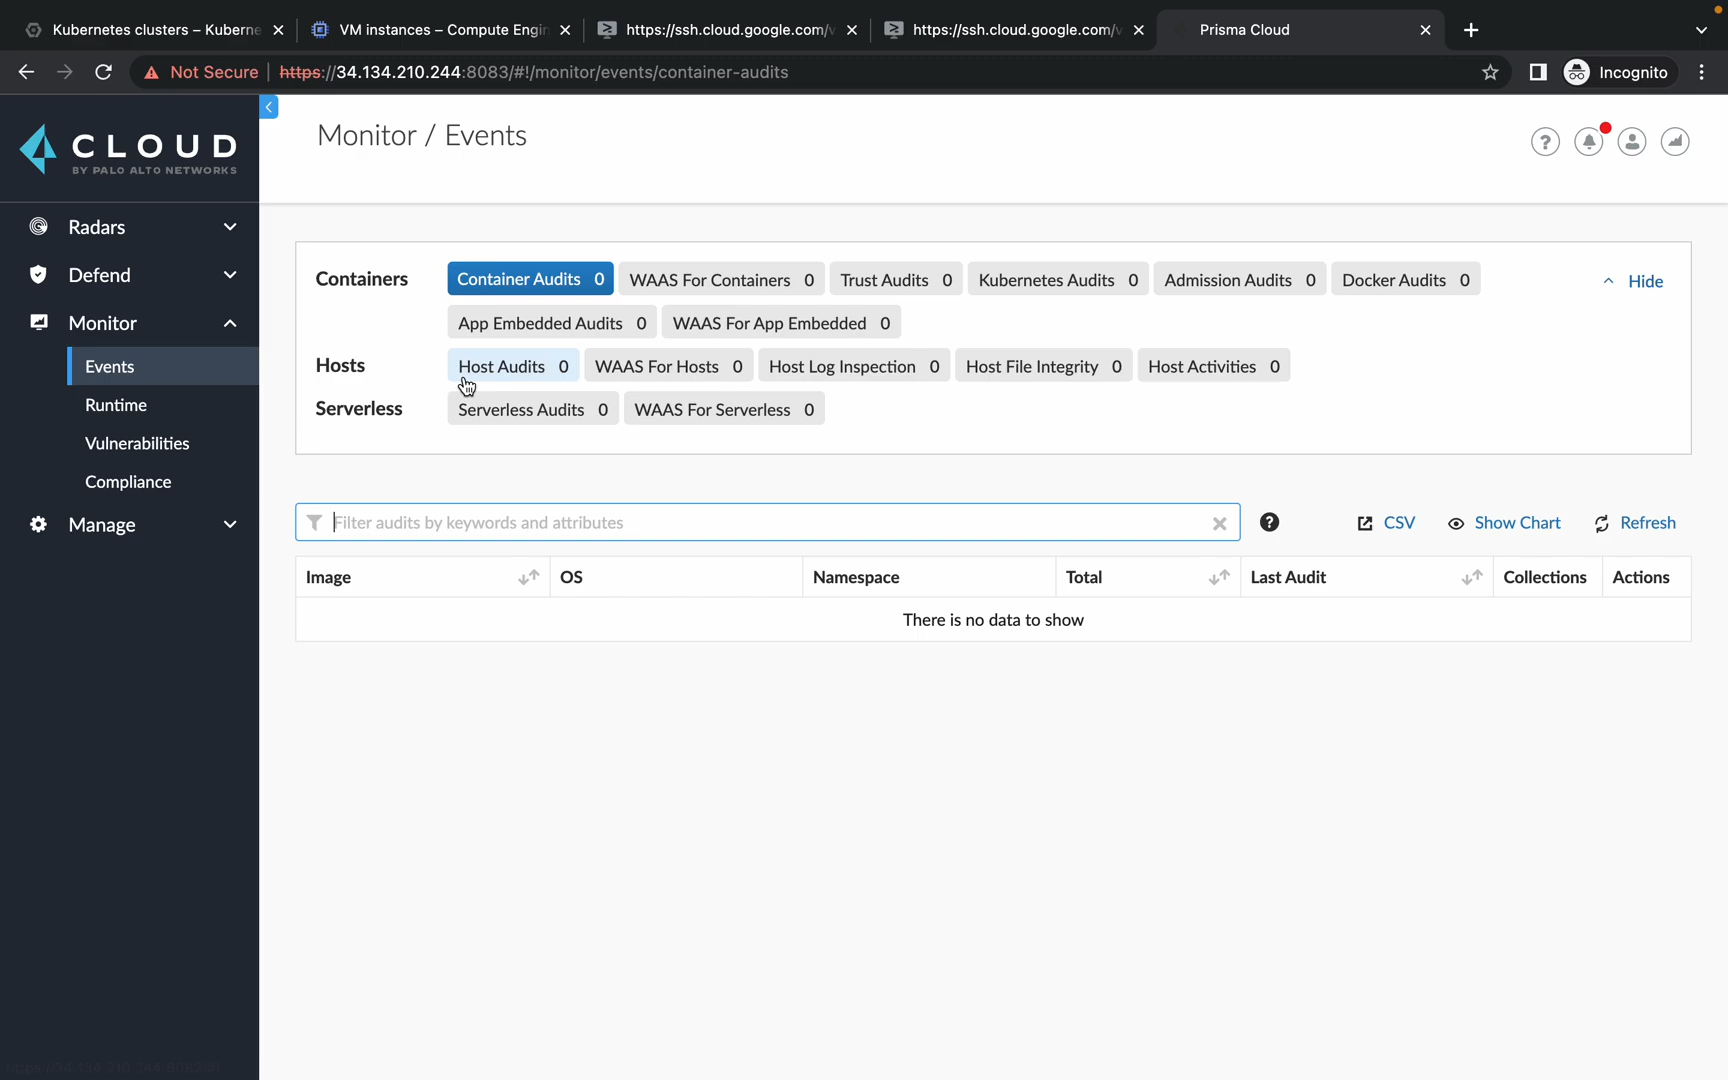 Kubernetes clusters – Kuberne
VM instances – Compute Engin
https://ssh.cloud.google.com/v
https://ssh.cloud.google.com/v
Prisma Cloud
Not Secure
https://34.134.210.244:8083/#!/monitor/events/container-audits
Incognito
CLOUD
BY PALO ALTO NETWORKS
Monitor / Events
Radars
Defend
Monitor
Events
Runtime
Vulnerabilities
Compliance
Manage
Containers
Container Audits 0
WAAS For Containers 0
Trust Audits 0
Kubernetes Audits 0
Admission Audits 0
Docker Audits 0
Hide
App Embedded Audits 0
WAAS For App Embedded 0
Hosts
Host Audits 0
WAAS For Hosts 0
Host Log Inspection 0
Host File Integrity 0
Host Activities 0
Serverless
Serverless Audits 0
WAAS For Serverless 0
Filter audits by keywords and attributes
CSV
Show Chart
Refresh
Image
OS
Namespace
Total
Last Audit
Collections
Actions
There is no data to show